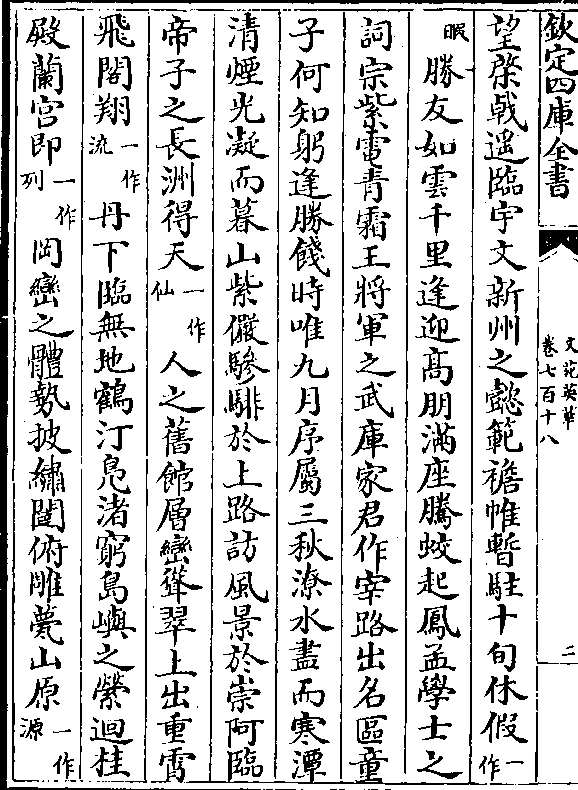 欽定四庫全書
文苑英華
卷七百十八
二
望棨戟遥臨宇文新州之懿範襜帷暫駐十旬休假一作
暇勝友如雲千里逢迎髙朋滿座騰蛟起鳳孟學士之
詞宗紫電青霜王將軍之武庫家君作宰路出名區童
子何知躬逢勝餞時唯九月序屬三秋潦水盡而寒潭
清煙光凝而暮山紫儼驂騑於上路訪風景於崇阿臨
帝子之長洲得天一作仙人之舊館層巒聳翠上出重霄
飛閣翔一作流丹下臨無地鶴汀鳬渚窮島嶼之縈迴桂
殿蘭宫即一作列岡巒之體勢披繡闥俯雕甍山原一作源